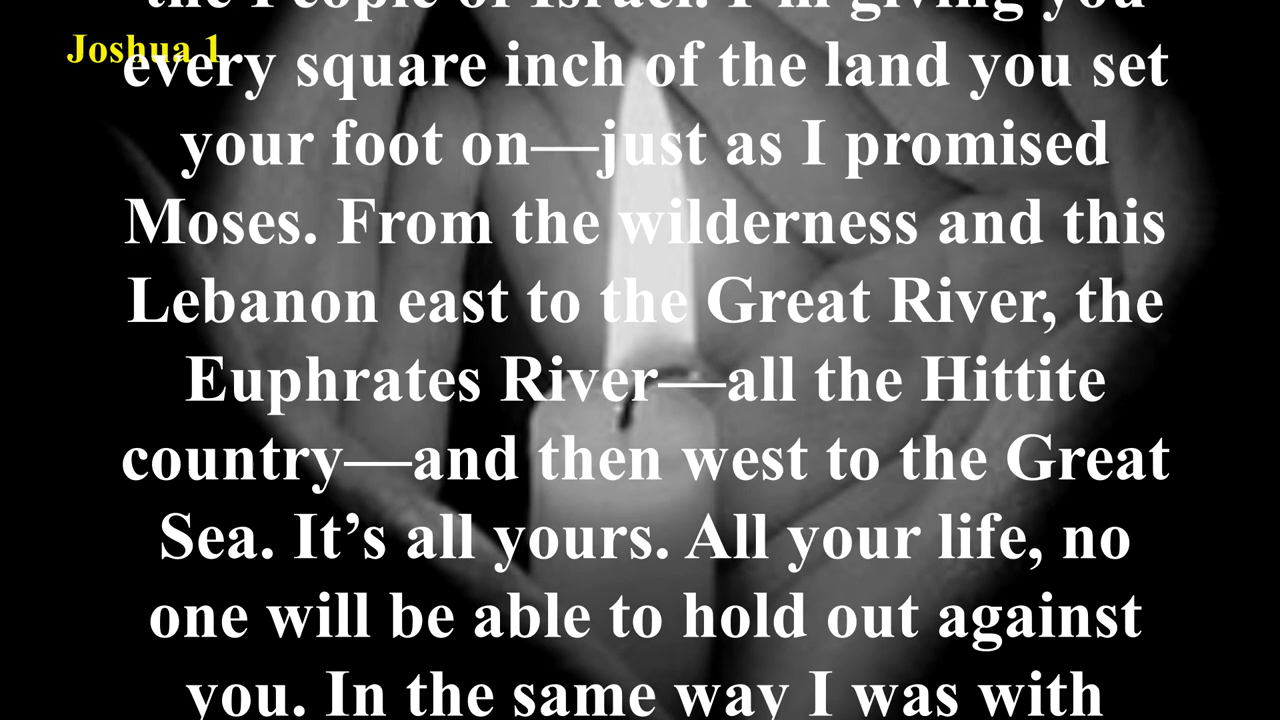 the People of Israel. I'm giving you
Joshua 1
every square inch of the land you set
your foot on—just as I promised
Moses. From the wilderness and this
Lebanon east to the Great River, the
Euphrates River—all the Hittite
country—and then west to the Great
Sea. It’s all yours. All your life, no
one will be able to hold out against
you. In the same way I was with